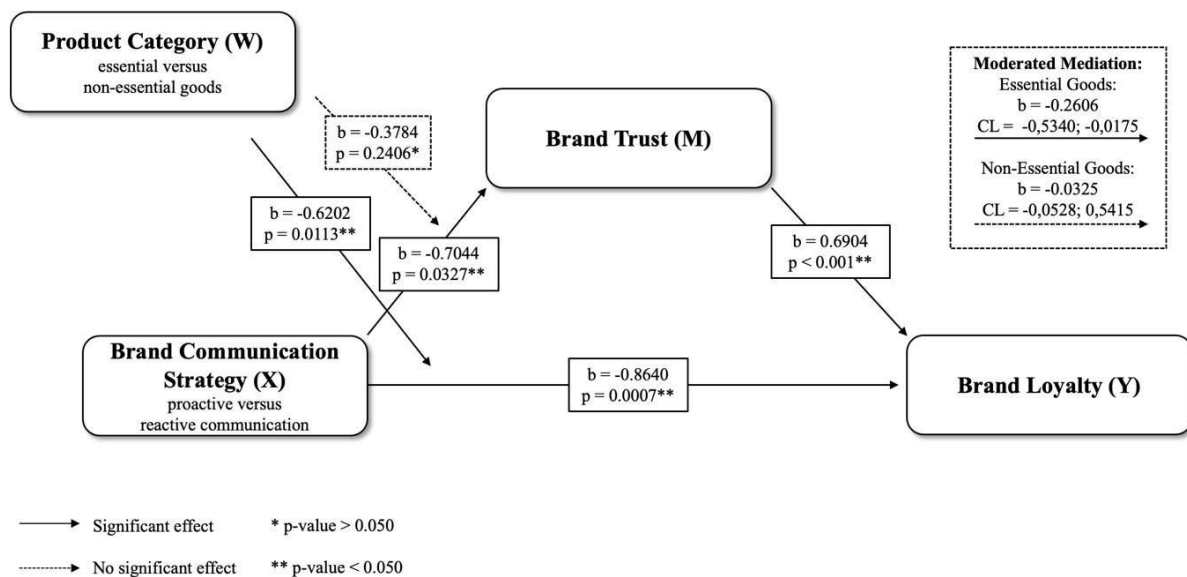 Product Category (W)
essential versus
non-essential goods
b = -0.3784
p = 0.2406*
Brand Trust (M)
Moderated Mediation:
Essential Goods:
b = -0.2606
CL = -0,5340; -0,0175
Non-Essential Goods:
b = -0.0325
CL = -0,0528; 0,5415
b = -0.6202
p = 0.0113**
b = -0.7044
p = 0.0327**
b = 0.6904
p < 0.001**
Brand Communication
Strategy (X)
proactive versus
reactive communication
b = -0.8640
p = 0.0007**
Brand Loyalty (Y)
Significant effect * p-value > 0.050
No significant effect ** p-value < 0.050